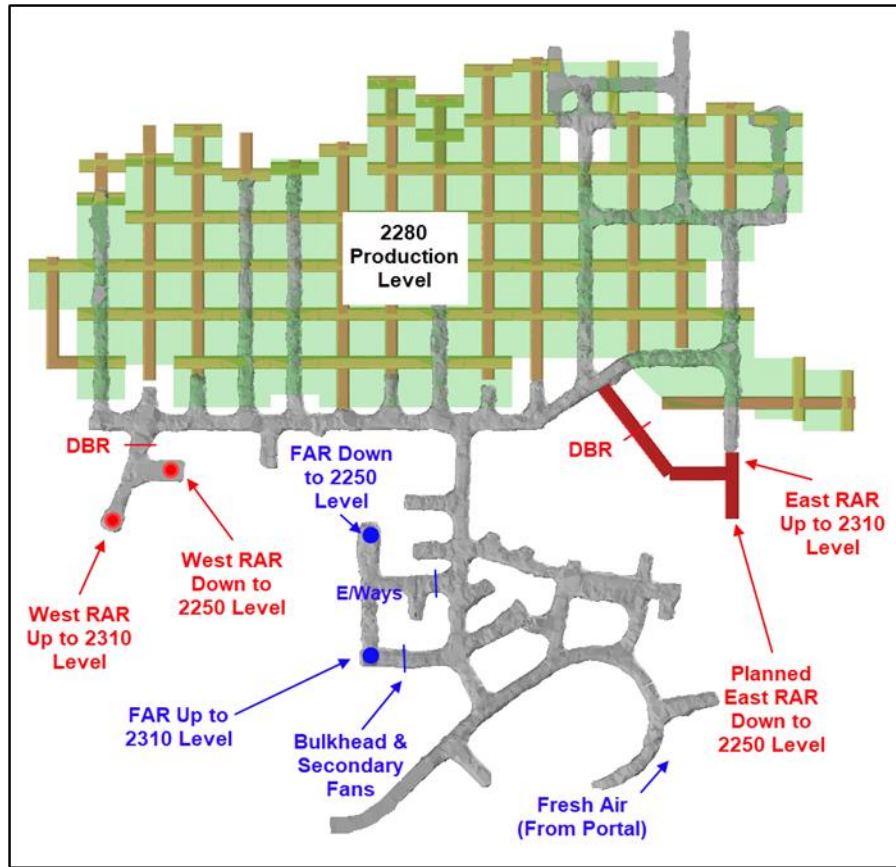 2280
Production
Level
DBR
FAR Down
to 2250
Level
DBR
East RAR
Up to 2310
Level
West RAR
Down to
2250 Level
West RAR
Up to 2310
Level
E/Ways
FAR Up to
2310 Level
Bulkhead &
Secondary
Fans
Planned
East RAR
Down to
2250 Level
Fresh Air
(From Portal)